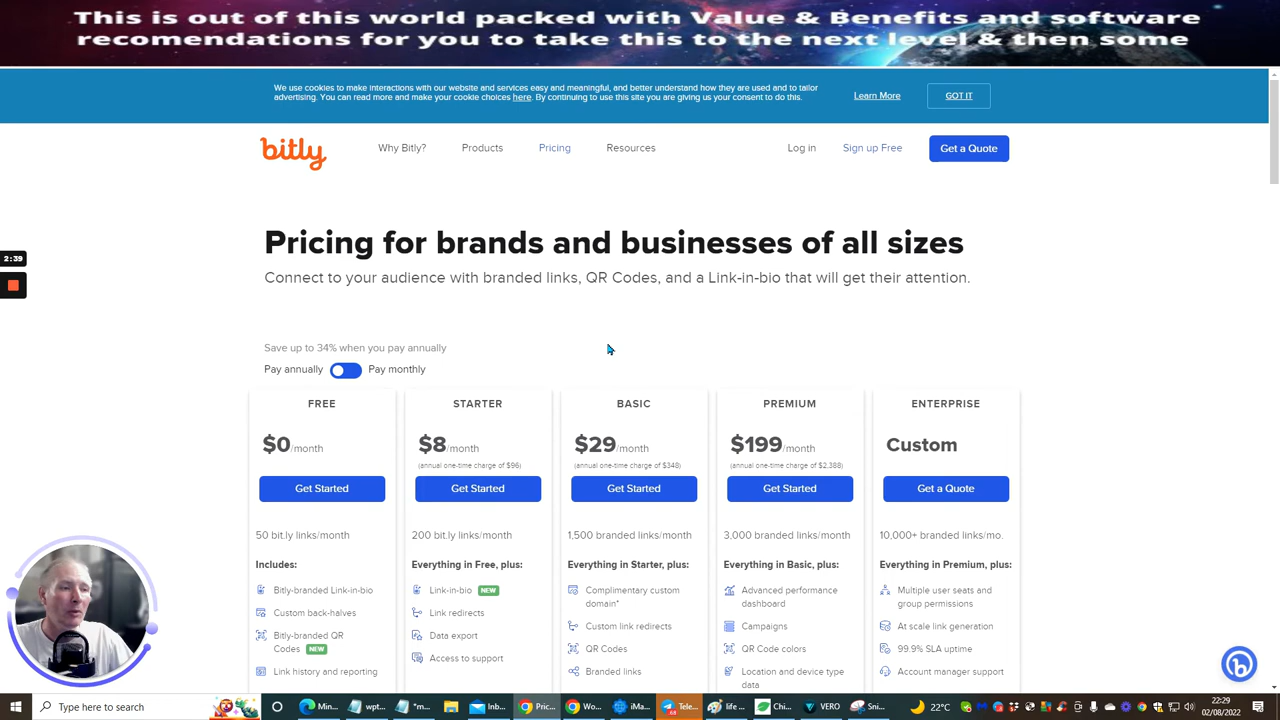 This is out of this world packed with Value & Benefits and software
recomendations for you to take this to the next level & then some
We use cookies to make interactions with our website and services easy and meaningful, and better understand how they are used and to tailor
advertising. You can read more and make your cookie choices here. By continuing to use this site you are giving us your consent to do this.
Learn More
GOT IT
bitly
Why Bitly?
Products
Pricing
Resources
Log in
Sign up Free
Get a Quote
Pricing for brands and businesses of all sizes
2:39
Connect to your audience with branded links, QR Codes, and a Link-in-bio that will get their attention.
Save up to 34% when you pay annually
Pay annually
Pay monthly
FREE
$0/month
Get Started
50 bit.ly links/month
Includes:
Bitly-branded Link-in-bio
Custom back-halves
Bitly-branded QR
Codes NEW
Link history and reporting
STARTER
$8/month
(annual one-time charge of $96)
Get Started
200 bit.ly links/month
Everything in Free, plus:
Link-in-bio NEW
Link redirects
Data export
Access to support
BASIC
$29/month
(annual one-time charge of $348)
Get Started
1,500 branded links/month
Everything in Starter, plus:
Complimentary custom
domain*
Custom link redirects
QR Codes
Branded links
PREMIUM
$199/month
(annual one-time charge of $2,388)
Get Started
3,000 branded links/month
Everything in Basic, plus:
Advanced performance
dashboard
Campaigns
QR Code colors
Location and device type
data
ENTERPRISE
Custom
Get a Quote
10,000+ branded links/mo.
Everything in Premium, plus:
Multiple user seats and
group permissions
At scale link generation
99.9% SLA uptime
Account manager support
Type here to search
Min...
wpt...
*m...
Inb...
Pric...
Wo...
iMa...
Tele...
life ...
Chi...
VERO
Sni...
22°C
22:29
02/08/2022